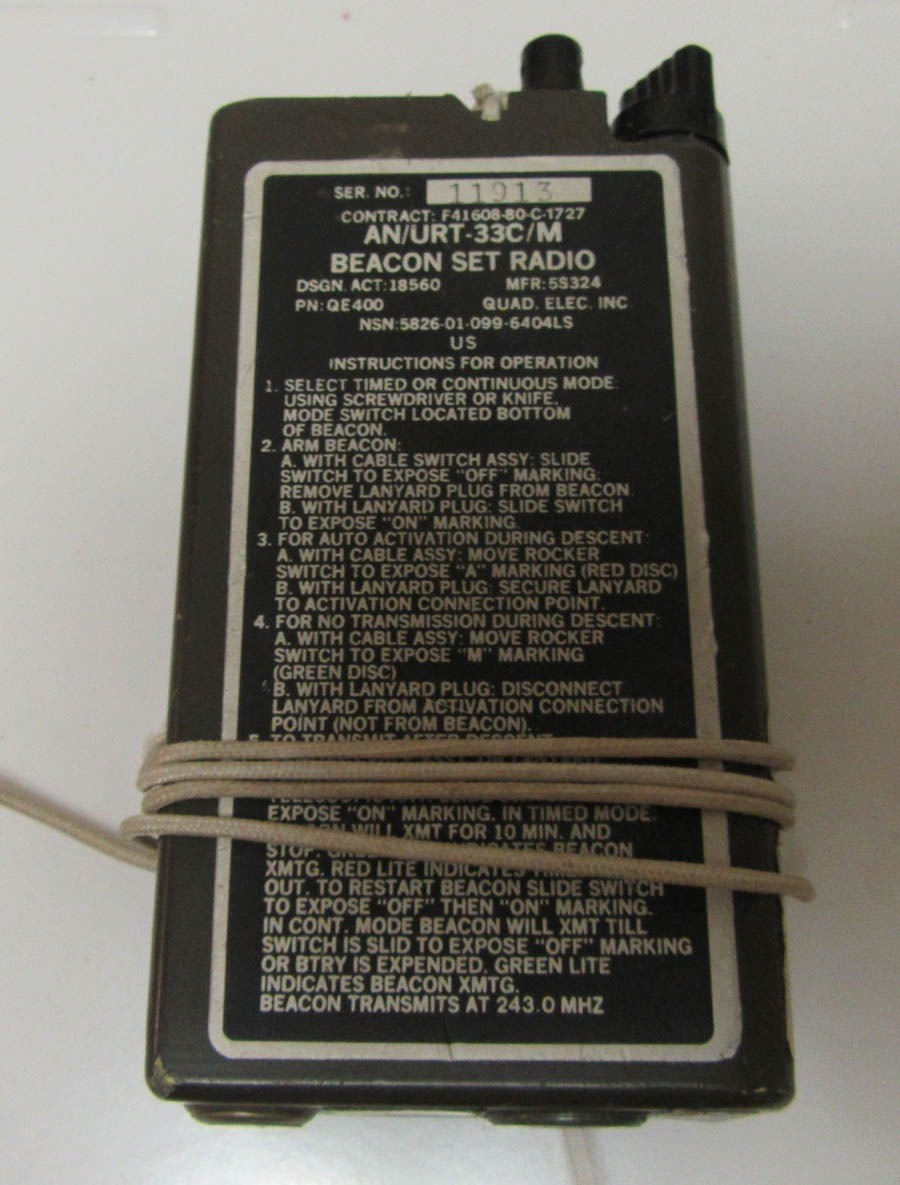 SER. NO.: 11913
CONTRACT: F41608-80-C-1727
AN/URT-33C/M
BEACON SET RADIO
DSGN. ACT:18560 MFR:5S324
PN:QE400 QUAD. ELEC. INC.
NSN:5826-01-099-6404LS
US
INSTRUCTIONS FOR OPERATION
1. SELECT TIMED OR CONTINUOUS MODE:
USING SCREWDRIVER OR KNIFE,
MODE SWITCH LOCATED BOTTOM
OF BEACON.
2. ARM BEACON:
A. WITH CABLE SWITCH ASSY: SLIDE
SWITCH TO EXPOSE "OFF" MARKING:
REMOVE LANYARD PLUG FROM BEACON.
B. WITH LANYARD PLUG: SLIDE SWITCH
TO EXPOSE "ON" MARKING.
3. FOR AUTO ACTIVATION DURING DESCENT:
A. WITH CABLE ASSY: MOVE ROCKER
SWITCH TO EXPOSE "A" MARKING (RED DISC)
B. WITH LANYARD PLUG: SECURE LANYARD
TO ACTIVATION CONNECTION POINT.
4. FOR NO TRANSMISSION DURING DESCENT:
A. WITH CABLE ASSY: MOVE ROCKER
SWITCH TO EXPOSE "M" MARKING
(GREEN DISC)
B. WITH LANYARD PLUG: DISCONNECT
LANYARD FROM ACTIVATION CONNECTION
POINT (NOT FROM BEACON).
5. TO TRANSMIT AFTER DESCENT:
EXPOSE "ON" MARKING. IN TIMED MODE
BEACON WILL XMT FOR 10 MIN. AND
STOP. INDICATES BEACON
XMTG. RED LITE INDICATES
OUT. TO RESTART BEACON SLIDE SWITCH
TO EXPOSE "OFF" THEN "ON" MARKING.
IN CONT. MODE BEACON WILL XMT TILL
SWITCH IS SLID TO EXPOSE "OFF" MARKING
OR BTRY IS EXPENDED. GREEN LITE
INDICATES BEACON XMTG.
BEACON TRANSMITS AT 243.0 MHZ